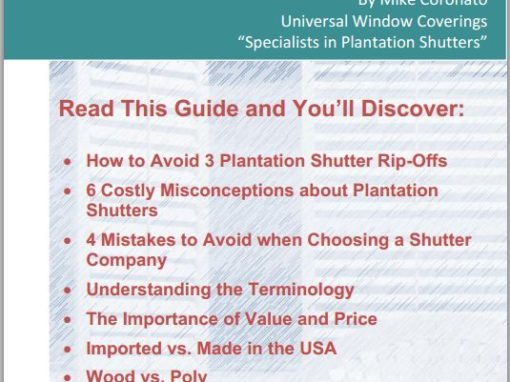 By Mike Coronato
Universal Window Coverings
“Specialists in Plantation Shutters”
Read This Guide and You’ll Discover:
• How to Avoid 3 Plantation Shutter Rip-Offs
• 6 Costly Misconceptions about Plantation
Shutters
• 4 Mistakes to Avoid when Choosing a Shutter
Company
• Understanding the Terminology
• The Importance of Value and Price
• Imported vs. Made in the USA
• Wood vs. Poly